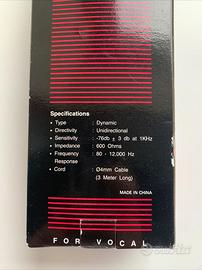 Specifications
• Type : Dynamic
• Directivity : Unidirectional
• Sensitivity : -76db ± 3 db at 1KHz
• Impedance : 600 Ohms
• Frequency : 80 - 12,000 Hz
Response
• Cord : Ø4mm Cable
(3 Meter Long)
MADE IN CHINA
FOR VOCAL
subito